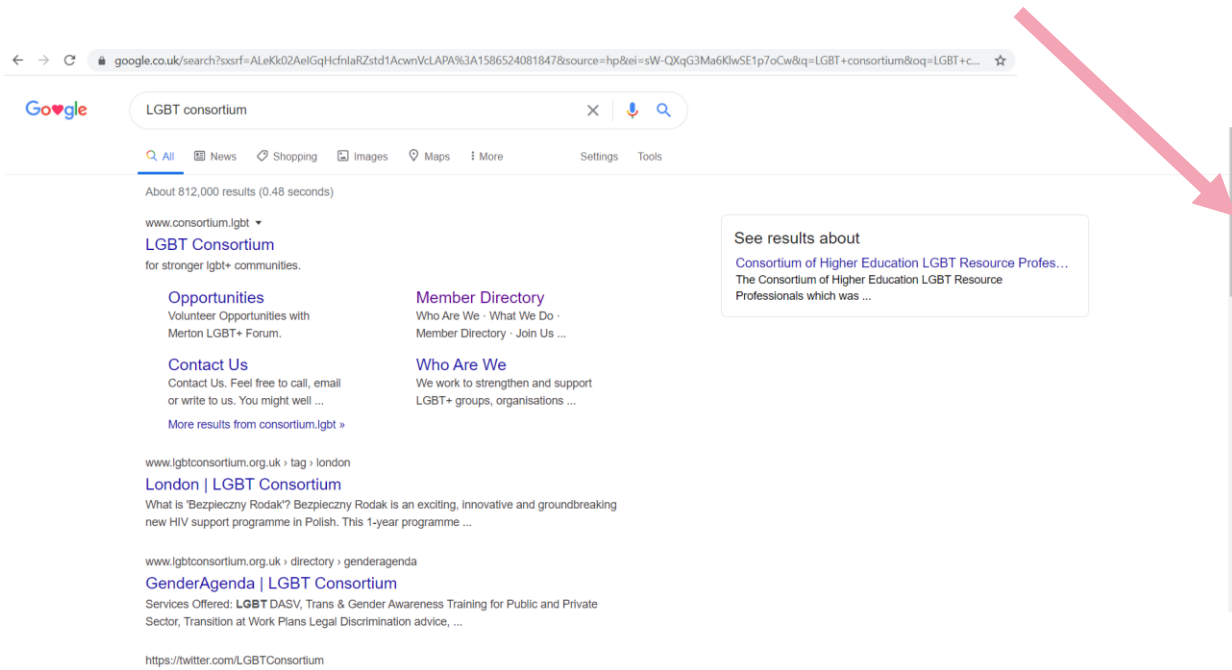 google.co.uk/search?sxsrf=ALeKk02AeIGqHcfnIaRZstd1AcwnVcLAPA%3A1586524081847&source=hp&ei=sW-QXqG3Ma6KlwSE1p7oCw&q=LGBT+consortium&oq=LGBT+c...
Google
LGBT consortium
All News Shopping Images Maps More Settings Tools
About 812,000 results (0.48 seconds)
www.consortium.lgbt
LGBT Consortium
for stronger lgbt+ communities.
Opportunities
Volunteer Opportunities with
Merton LGBT+ Forum.
Member Directory
Who Are We · What We Do ·
Member Directory · Join Us ...
Contact Us
Contact Us. Feel free to call, email
or write to us. You might well ...
Who Are We
We work to strengthen and support
LGBT+ groups, organisations ...
More results from consortium.lgbt »
www.lgbtconsortium.org.uk › tag › london
London | LGBT Consortium
What is 'Bezpieczny Rodak'? Bezpieczny Rodak is an exciting, innovative and groundbreaking
new HIV support programme in Polish. This 1-year programme ...
www.lgbtconsortium.org.uk › directory › genderagenda
GenderAgenda | LGBT Consortium
Services Offered: LGBT DASV, Trans & Gender Awareness Training for Public and Private
Sector, Transition at Work Plans Legal Discrimination advice, ...
https://twitter.com/LGBTConsortium
See results about
Consortium of Higher Education LGBT Resource Profes...
The Consortium of Higher Education LGBT Resource
Professionals which was ...